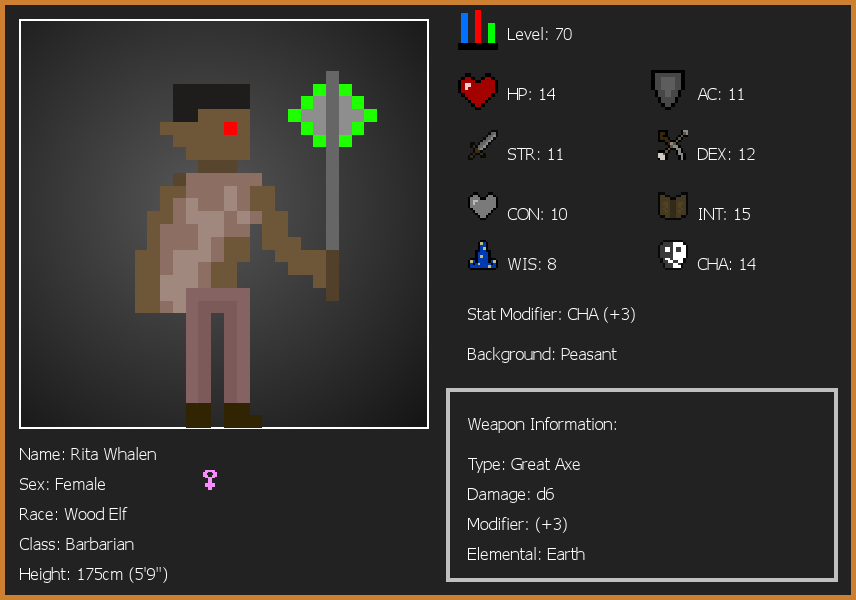 Level: 70
HP: 14
AC: 11
STR: 11
DEX: 12
CON: 10
INT: 15
WIS: 8
CHA: 14
Stat Modifier: CHA (+3)
Background: Peasant
Weapon Information:
Type: Great Axe
Damage: d6
Modifier: (+3)
Elemental: Earth
Name: Rita Whalen
Sex: Female
Race: Wood Elf
Class: Barbarian
Height: 175cm (5'9")